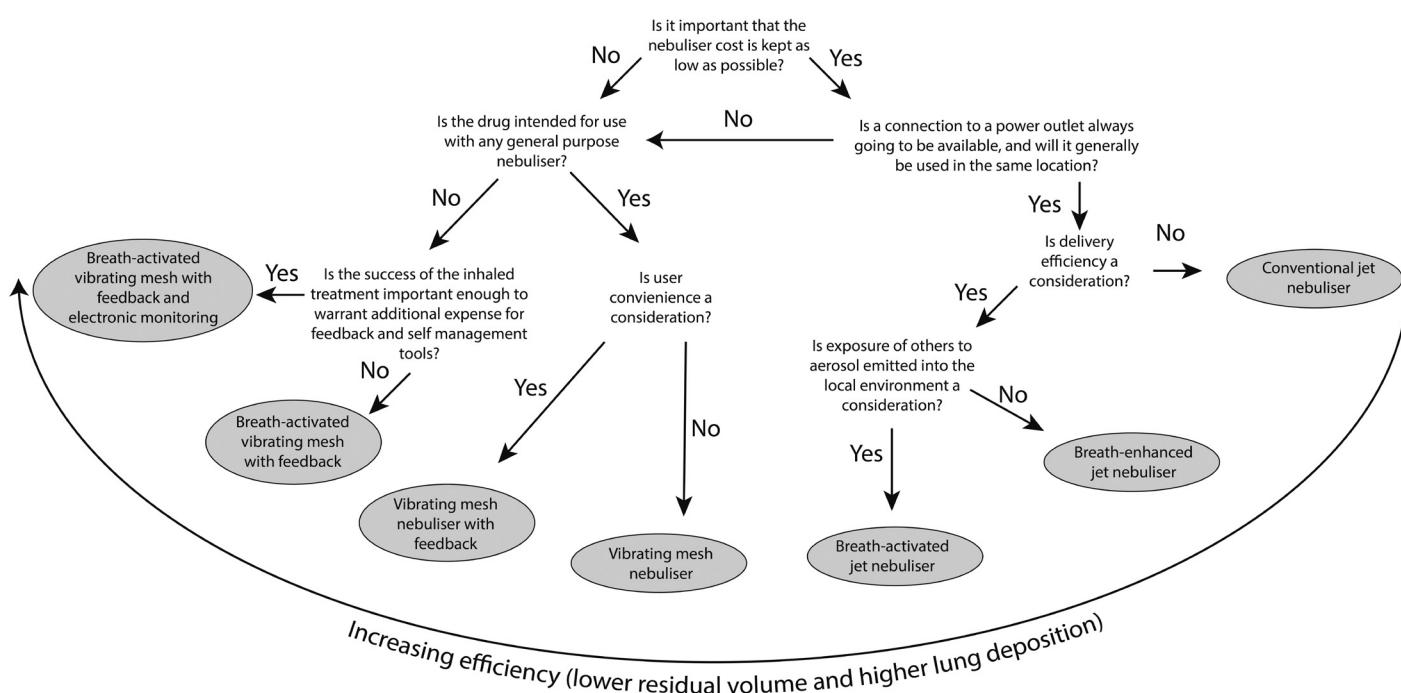 Is it important that the
nebuliser cost is kept as
low as possible?
No
Yes
Is the drug intended for use
with any general purpose
nebuliser?
No
Is a connection to a power outlet always
going to be available, and will it generally
be used in the same location?
No
Yes
Yes
Is delivery
efficiency a
consideration?
No
Conventional jet
nebuliser
Breath-activated
vibrating mesh with
feedback and
electronic monitoring
Yes
Is the success of the inhaled
treatment important enough to
warrant additional expense for
feedback and self management
tools?
Is user
convienience a
consideration?
Yes
Is exposure of others to
aerosol emitted into the
local environment a
consideration?
No
Yes
No
Breath-activated
vibrating mesh
with feedback
No
Yes
Breath-enhanced
jet nebuliser
Vibrating mesh
nebuliser with
feedback
Vibrating mesh
nebuliser
Breath-activated
jet nebuliser
Increasing efficiency (lower residual volume and higher lung deposition)